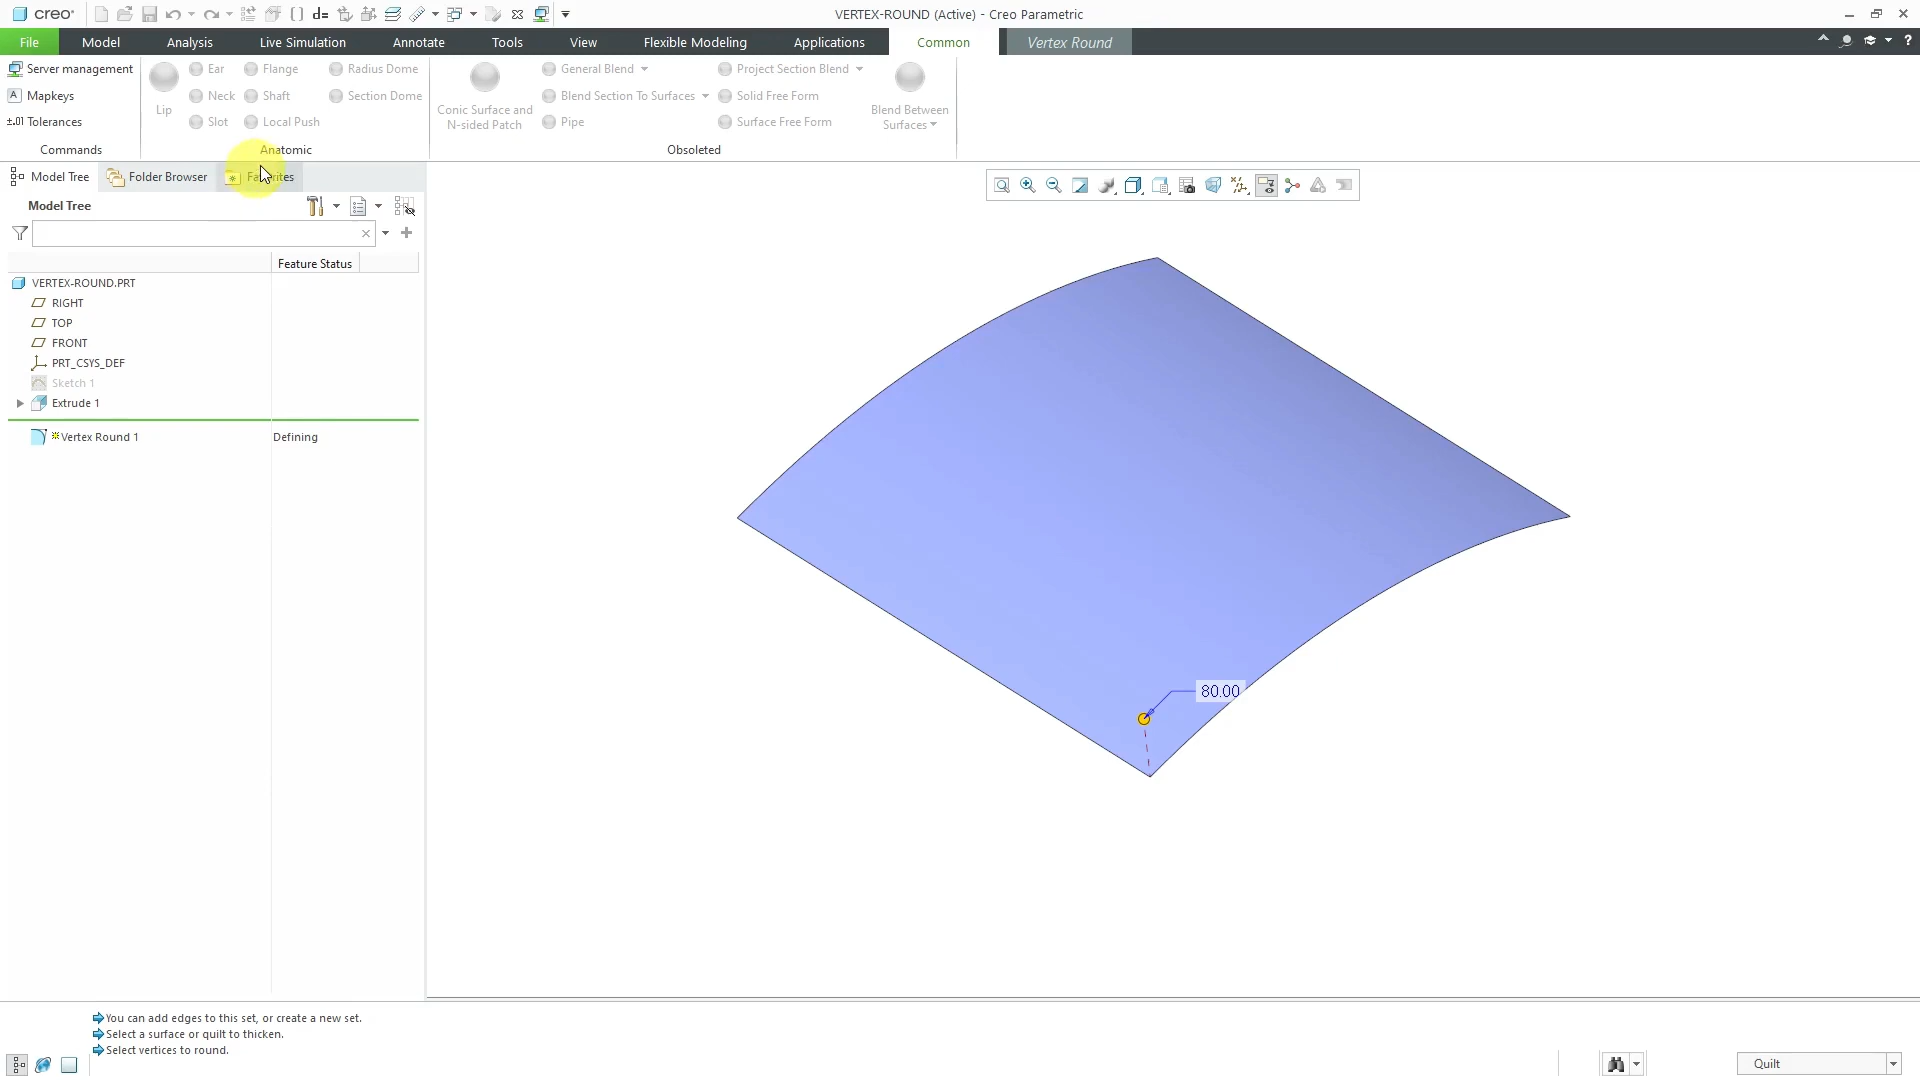 creo
VERTEX-ROUND (Active) - Creo Parametric
File
Model
Analysis
Live Simulation
Annotate
Tools
View
Flexible Modeling
Applications
Common
Vertex Round
Server management
Mapkeys
Tolerances
Commands
Lip
Ear
Neck
Slot
Flange
Shaft
Local Push
Radius Dome
Section Dome
Anatomic
Conic Surface and
N-sided Patch
General Blend
Blend Section To Surfaces
Pipe
Project Section Blend
Solid Free Form
Surface Free Form
Blend Between
Surfaces
Obsoleted
Model Tree
Folder Browser
Favorites
Model Tree
Feature Status
VERTEX-ROUND.PRT
RIGHT
TOP
FRONT
PRT_CSYS_DEF
Sketch 1
Extrude 1
Vertex Round 1
Defining
80.00
You can add edges to this set, or create a new set.
Select a surface or quilt to thicken.
Select vertices to round.
Quilt